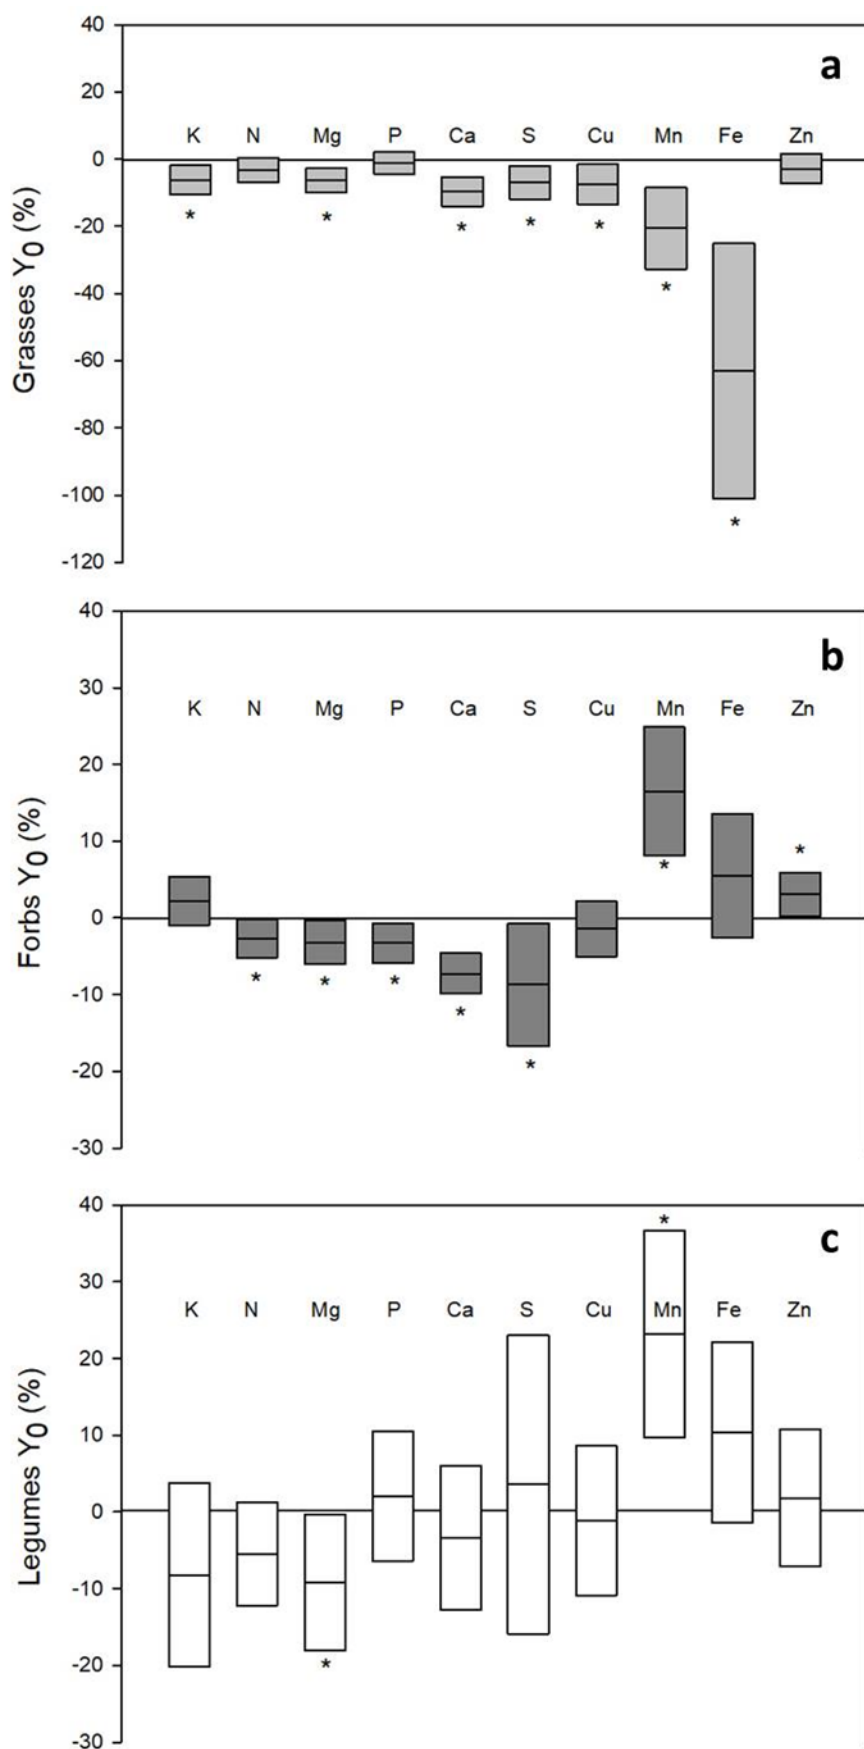 a
40
20
0
-20
-40
-60
-80
-100
-120
Grasses Y0 (%)
K N Mg P Ca S Cu Mn Fe Zn
* * * * * * *
b
40
30
20
10
0
-10
-20
-30
Forbs Y0 (%)
K N Mg P Ca S Cu Mn Fe Zn
* * * * * * *
c
40
30
20
10
0
-10
-20
-30
Legumes Y0 (%)
K N Mg P Ca S Cu Mn Fe Zn
* *